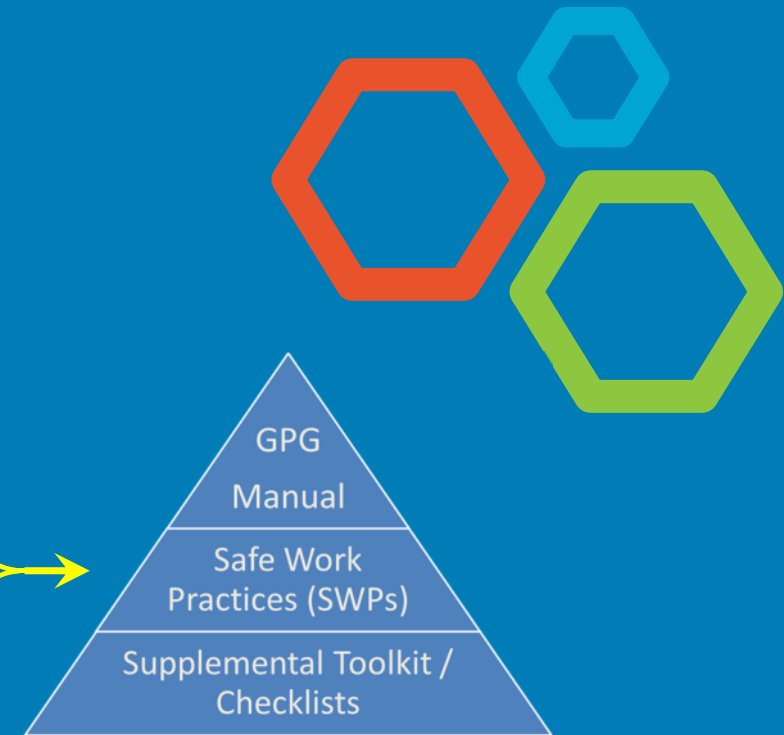 GPG
Manual
Safe Work
Practices (SWPs)
Supplemental Toolkit /
Checklists